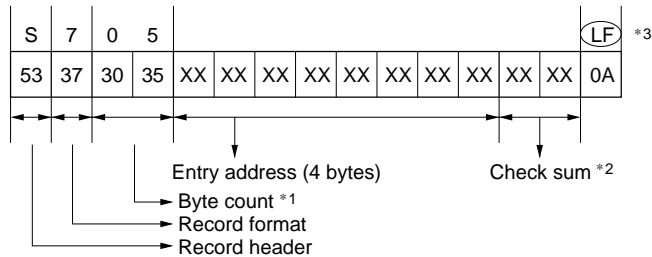 S 7 0 5 LF *3
53 37 30 35 XX XX XX XX XX XX XX XX XX XX 0A
Entry address (4 bytes) Check sum *2
Byte count *1
Record format
Record header